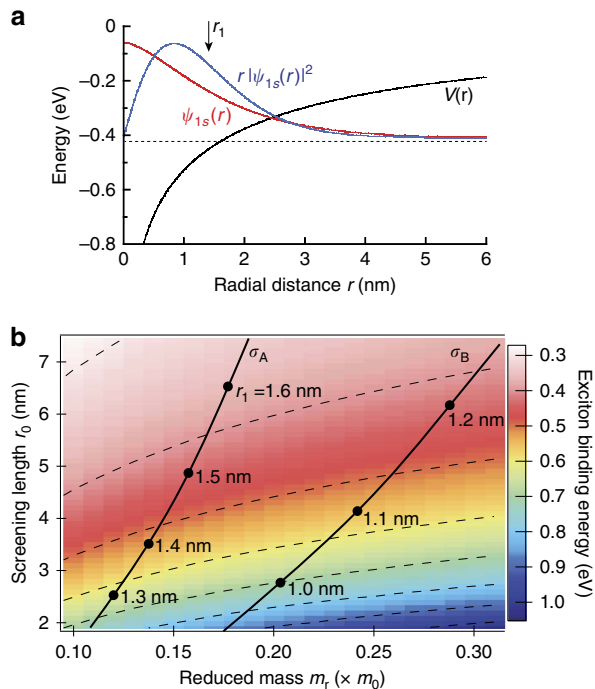 a
0
−0.2
−0.4
−0.6
−0.8
Energy (eV)
r1
r |ψ1s(r)|²
ψ1s(r)
V(r)
0 1 2 3 4 5 6
Radial distance r (nm)
b
7
6
5
4
3
2
Screening length r0 (nm)
σA
σB
r1 =1.6 nm
1.5 nm
1.4 nm
1.3 nm
1.2 nm
1.1 nm
1.0 nm
0.10 0.15 0.20 0.25 0.30
Reduced mass mr (× m0)
0.3
0.4
0.5
0.6
0.7
0.8
0.9
1.0
Exciton binding energy (eV)